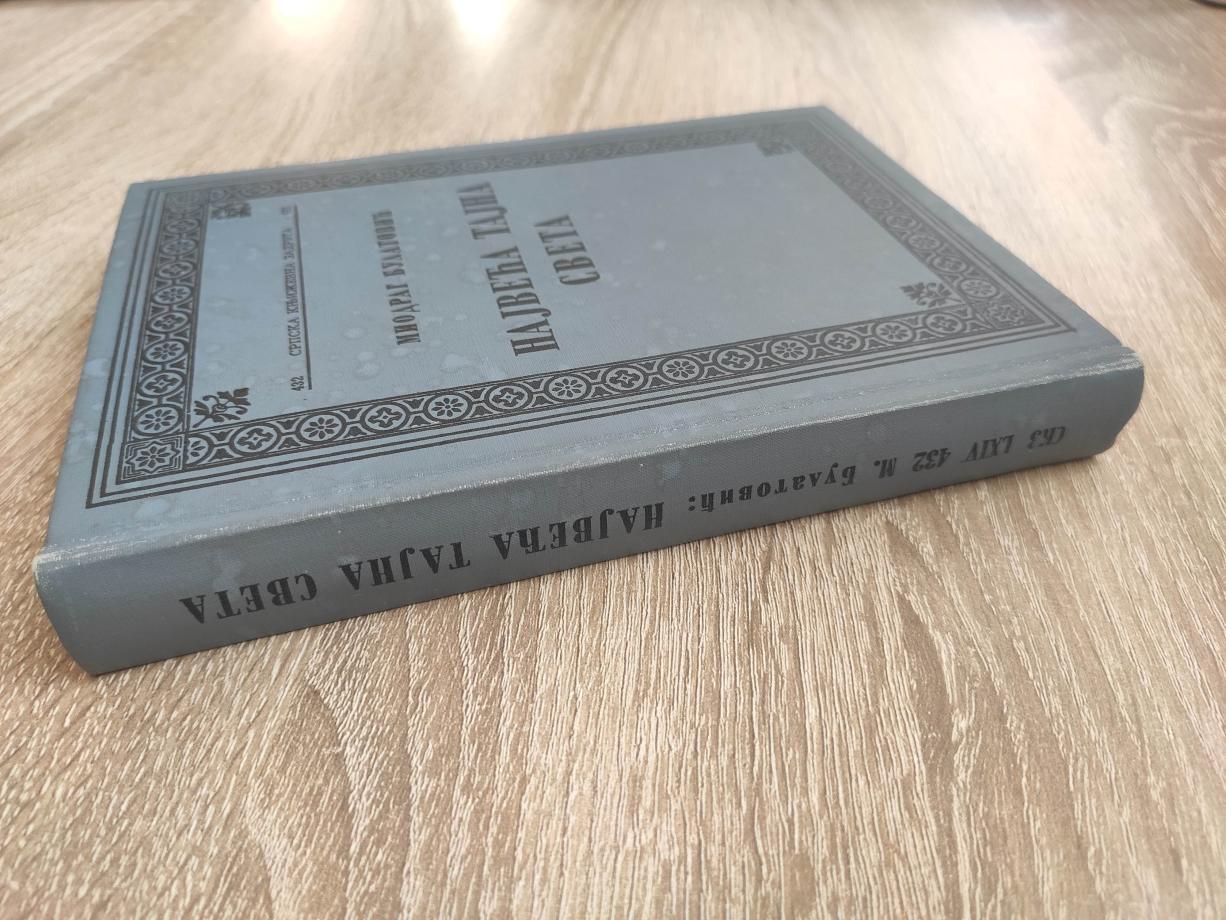 432 СРПСКА КЊИЖЕВНА ЗАДРУГА
МИОДРАГ БУЛАТОВИЋ
НАЈВЕЋА ТАЈНА
СВЕТА
СКЗ LXIV 432 М. Булатовић: НАЈВЕЋА ТАЈНА СВЕТА